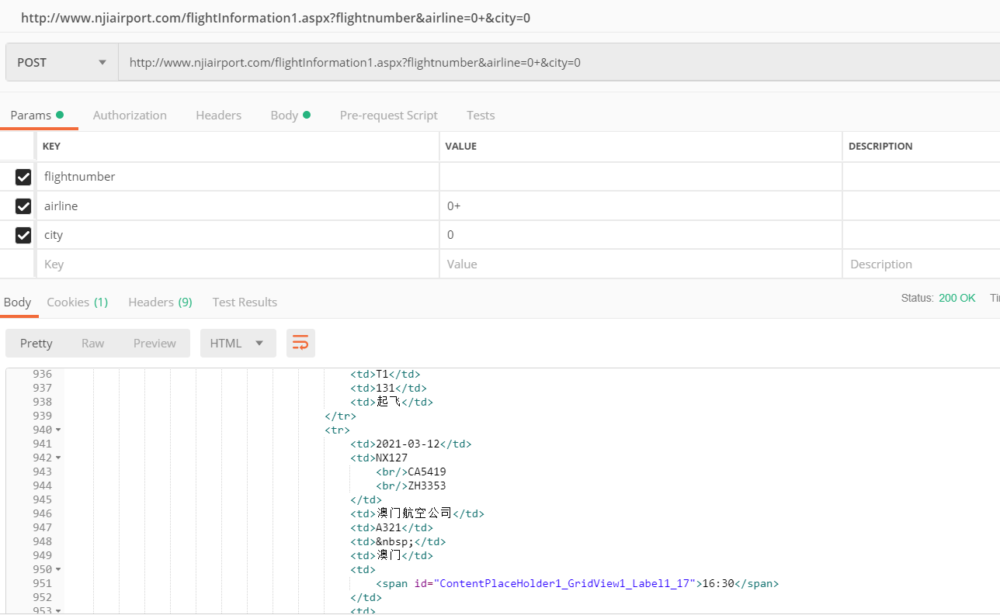 http://www.njiairport.com/flightInformation1.aspx?flightnumber&airline=0+&city=0
POST http://www.njiairport.com/flightInformation1.aspx?flightnumber&airline=0+&city=0
Params Authorization Headers Body Pre-request Script Tests
KEY VALUE DESCRIPTION
flightnumber
airline 0+
city 0
Key Value Description
Body Cookies (1) Headers (9) Test Results Status: 200 OK
Pretty Raw Preview HTML
936 <td>T1</td>
937 <td>131</td>
938 <td>起飞</td>
939 </tr>
940 <tr>
941 <td>2021-03-12</td>
942 <td>NX127
943 <br/>CA5419
944 <br/>ZH3353
945 </td>
946 <td>澳门航空公司</td>
947 <td>A321</td>
948 <td>&nbsp;</td>
949 <td>澳门</td>
950 <td>
951 <span id="ContentPlaceHolder1_GridView1_Label1_17">16:30</span>
952 </td>
953 <td>